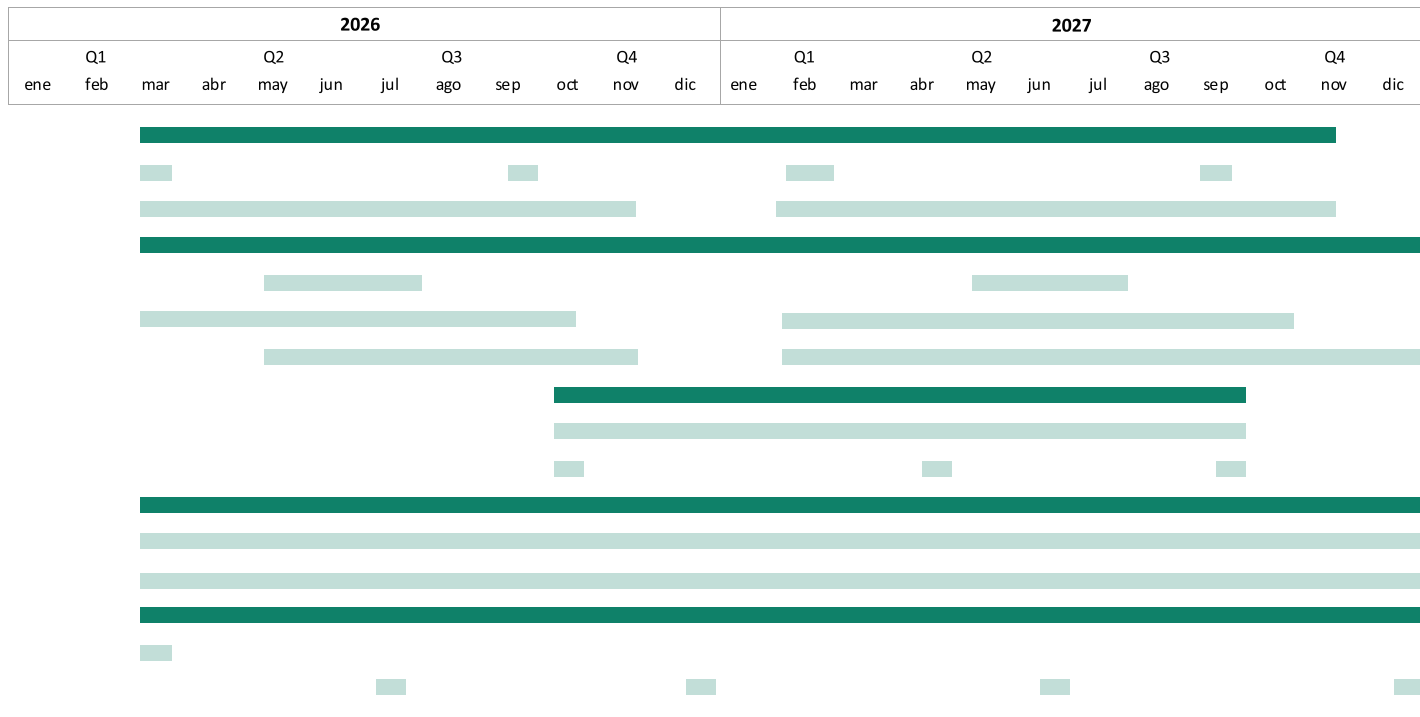 2026 2027
Q1 Q2 Q3 Q4 Q1 Q2 Q3 Q4
ene feb mar abr may jun jul ago sep oct nov dic ene feb mar abr may jun jul ago sep oct nov dic